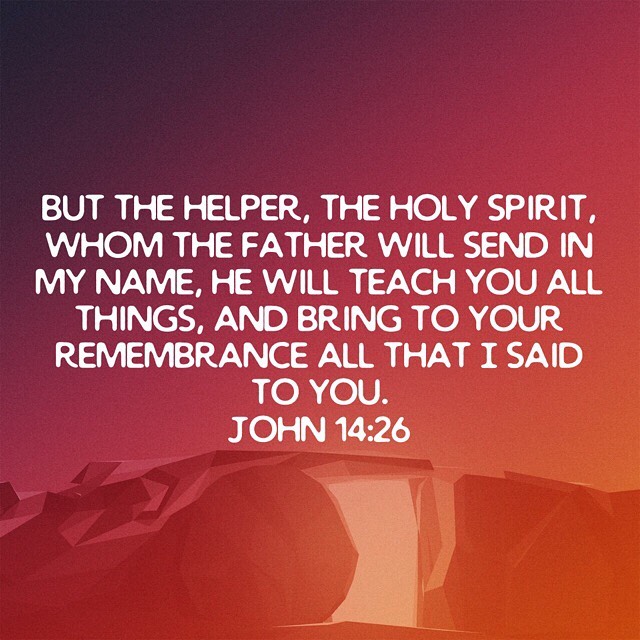 BUT THE HELPER, THE HOLY SPIRIT,
WHOM THE FATHER WILL SEND IN
MY NAME, HE WILL TEACH YOU ALL
THINGS, AND BRING TO YOUR
REMEMBRANCE ALL THAT I SAID
TO YOU.
JOHN 14:26